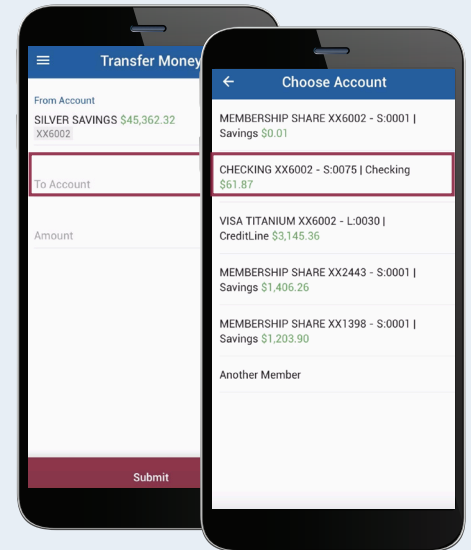 Transfer Money
From Account
SILVER SAVINGS $45,362.32
XX6002
To Account
Amount
Submit
Choose Account
MEMBERSHIP SHARE XX6002 - S:0001 |
Savings $0.01
CHECKING XX6002 - S:0075 | Checking
$61.87
VISA TITANIUM XX6002 - L:0030 |
CreditLine $3,145.36
MEMBERSHIP SHARE XX2443 - S:0001 |
Savings $1,406.26
MEMBERSHIP SHARE XX1398 - S:0001 |
Savings $1,203.90
Another Member